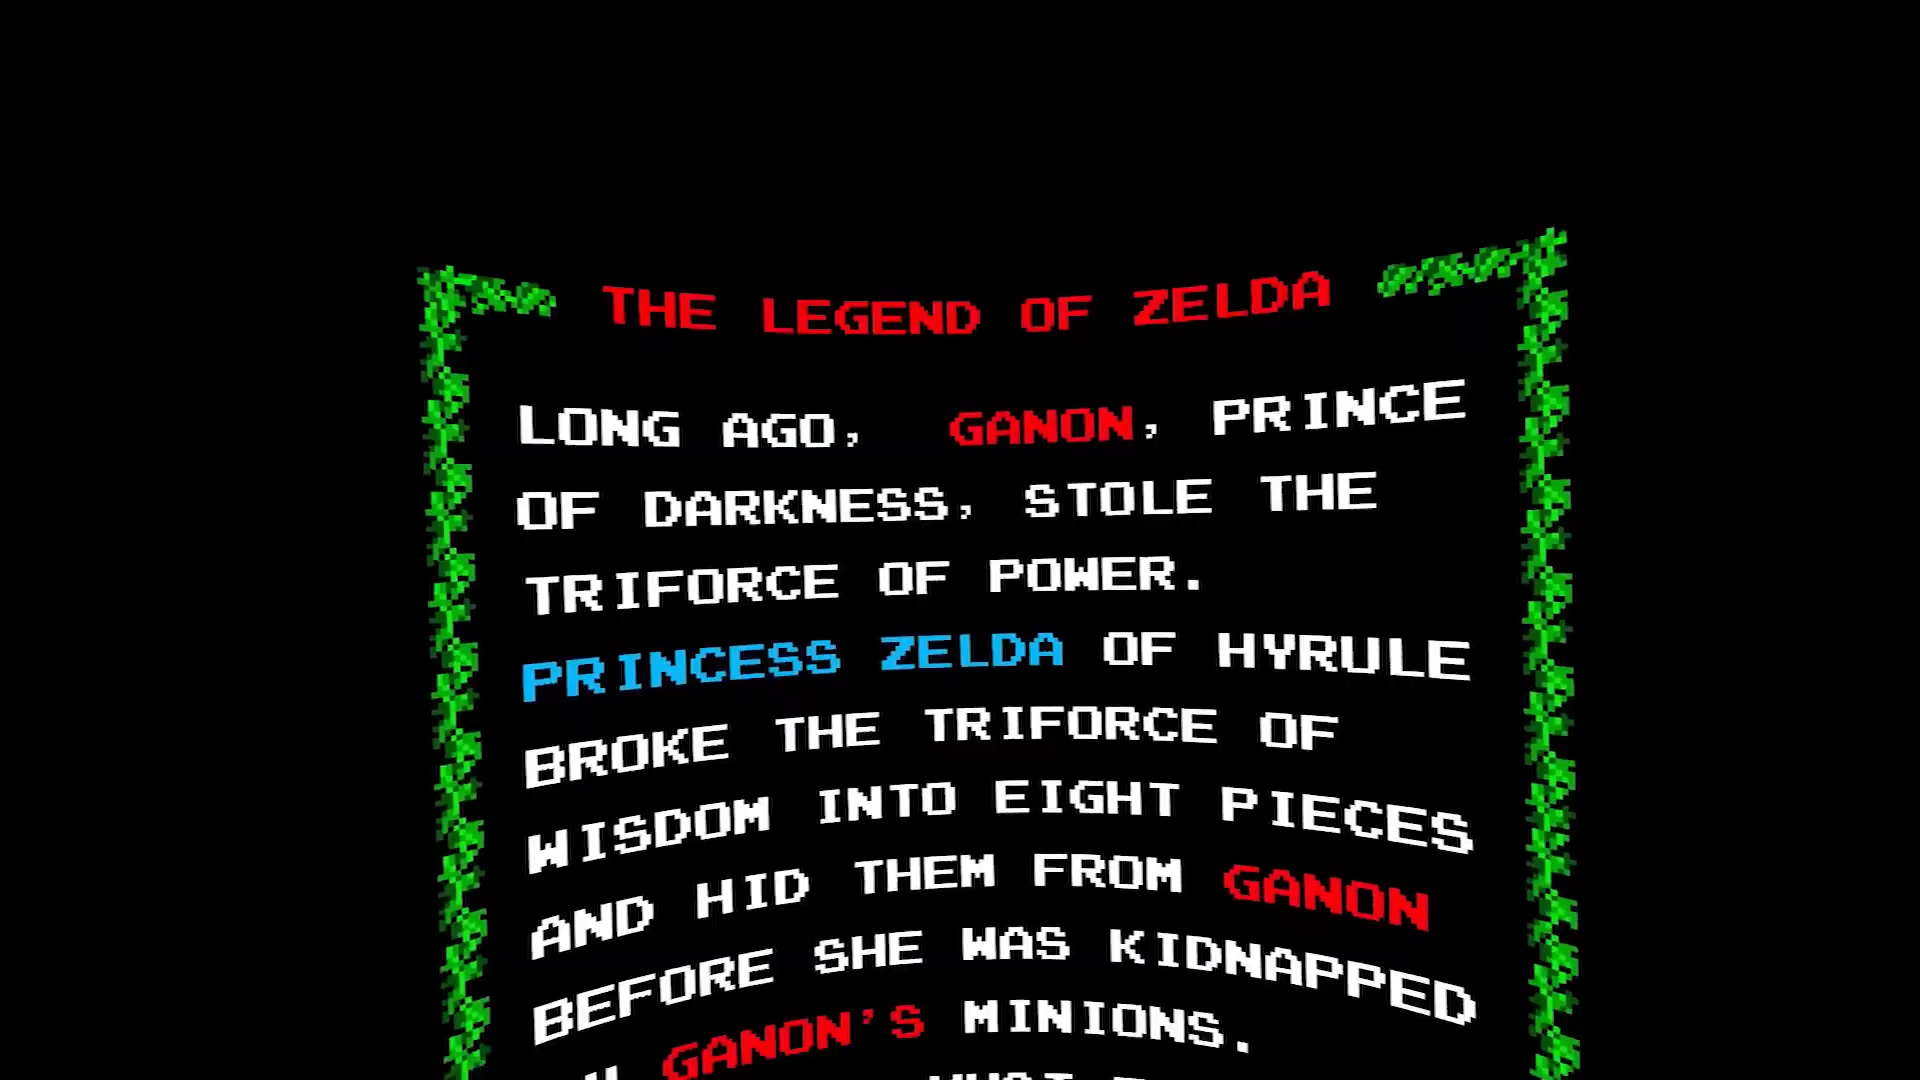 THE LEGEND OF ZELDA
LONG AGO, GANON, PRINCE
OF DARKNESS, STOLE THE
TRIFORCE OF POWER.
PRINCESS ZELDA OF HYRULE
BROKE THE TRIFORCE OF
WISDOM INTO EIGHT PIECES
AND HID THEM FROM GANON
BEFORE SHE WAS KIDNAPPED
GANON'S MINIONS.